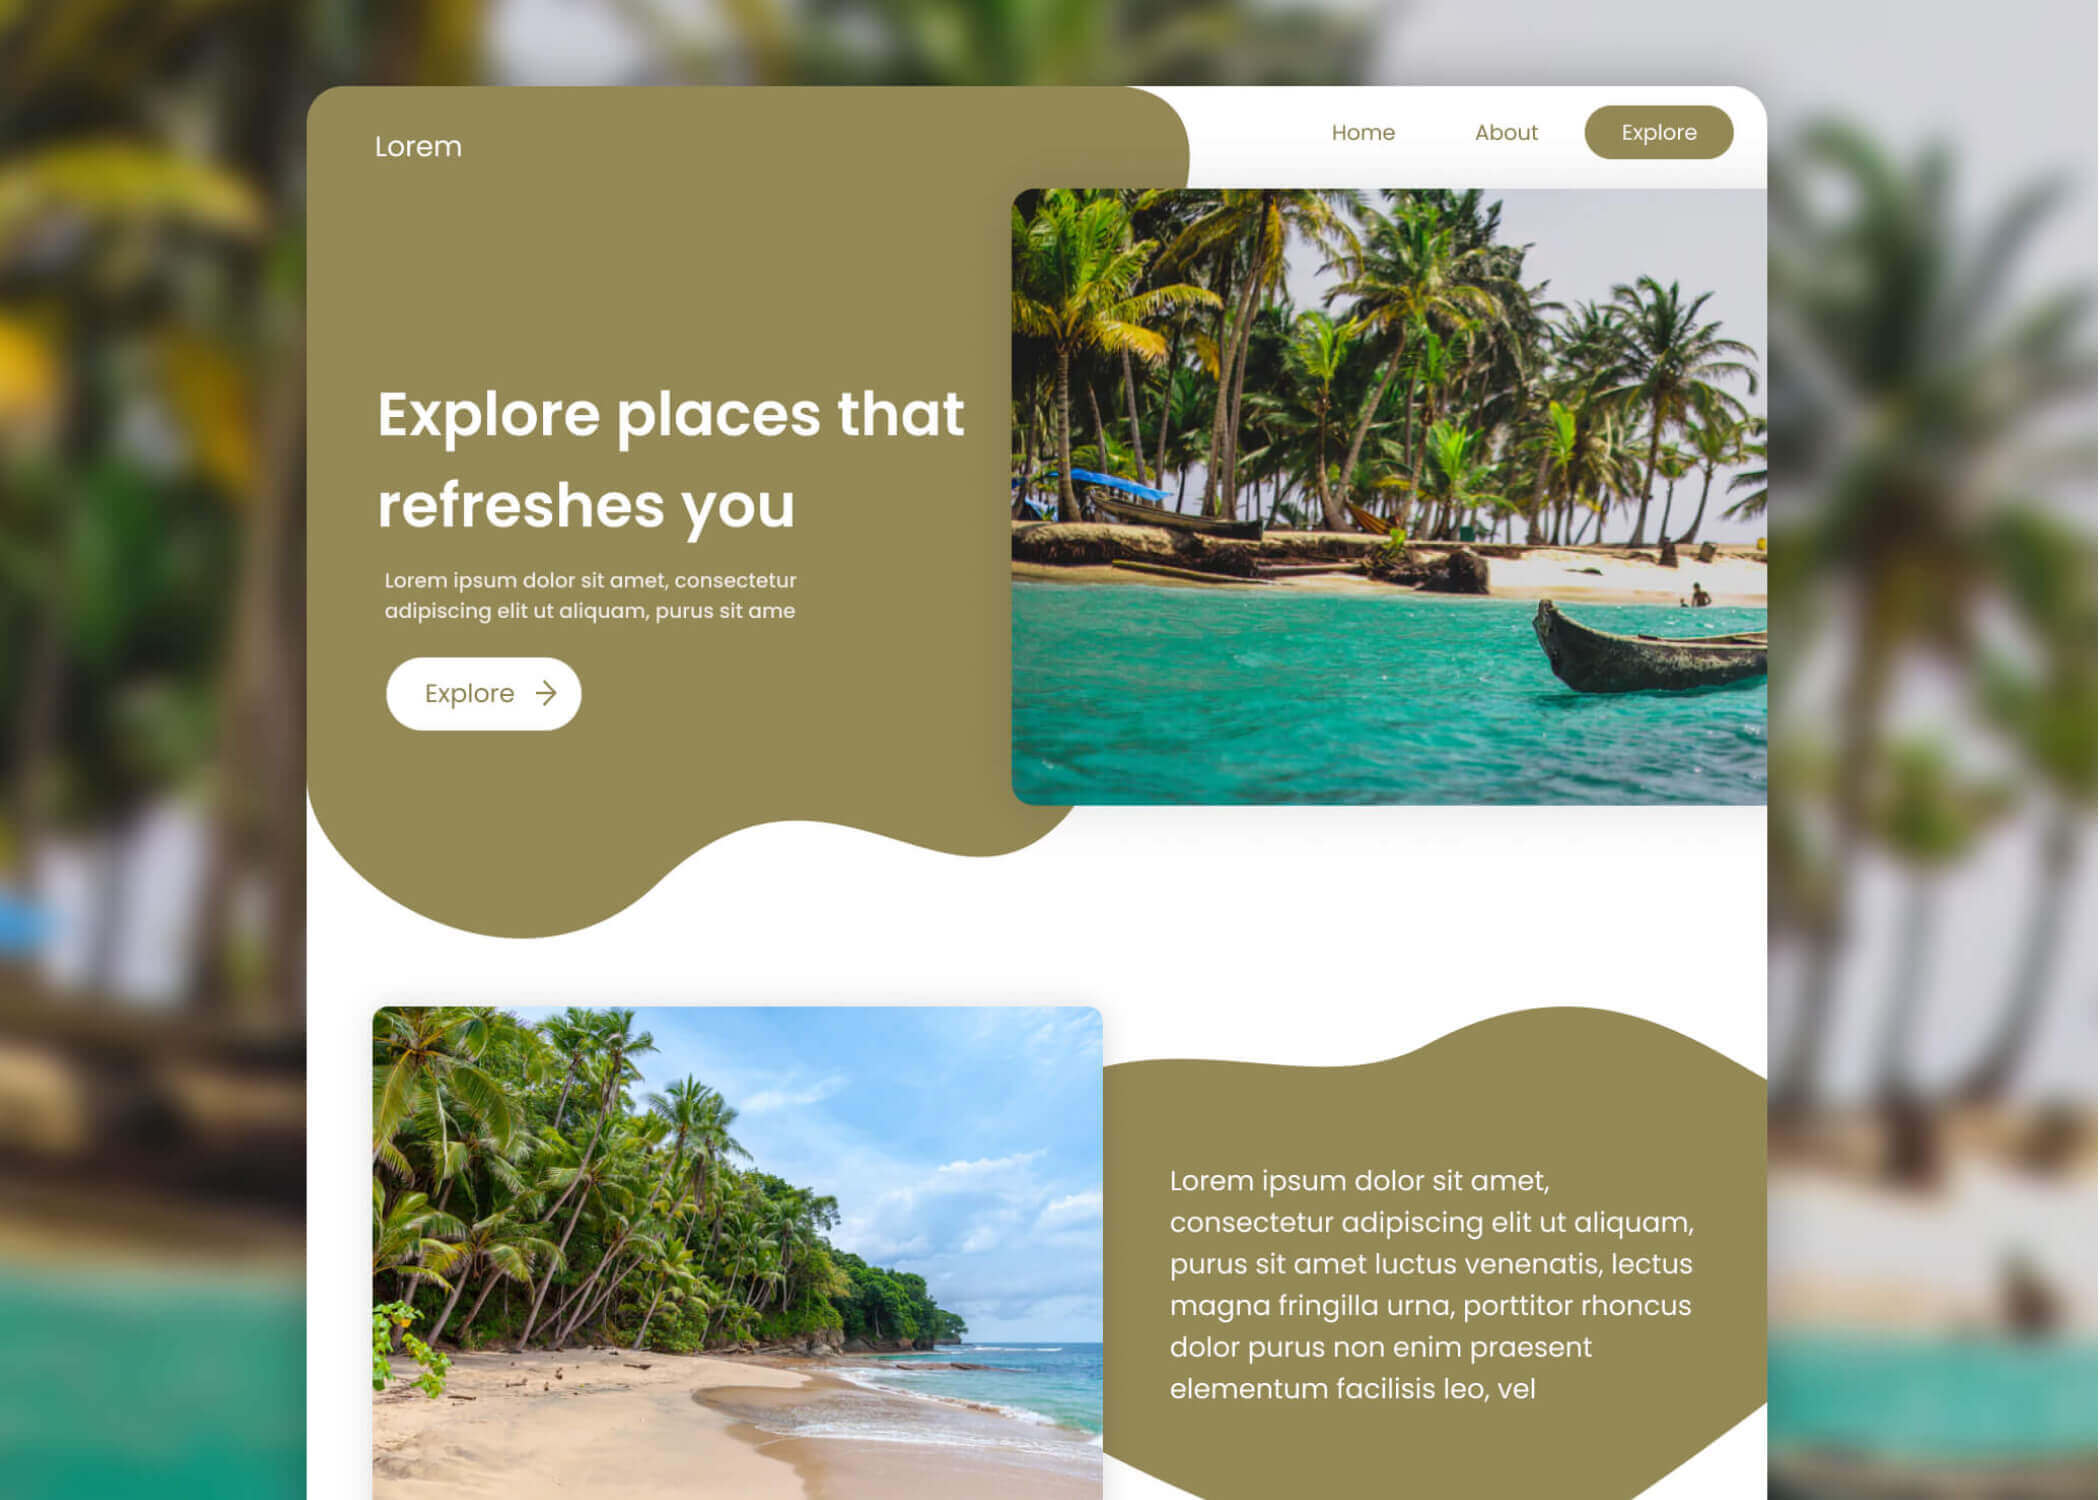 Lorem
Home
About
Explore
Explore places that
refreshes you
Lorem ipsum dolor sit amet, consectetur
adipiscing elit ut aliquam, purus sit ame
Explore
Lorem ipsum dolor sit amet,
consectetur adipiscing elit ut aliquam,
purus sit amet luctus venenatis, lectus
magna fringilla urna, porttitor rhoncus
dolor purus non enim praesent
elementum facilisis leo, vel